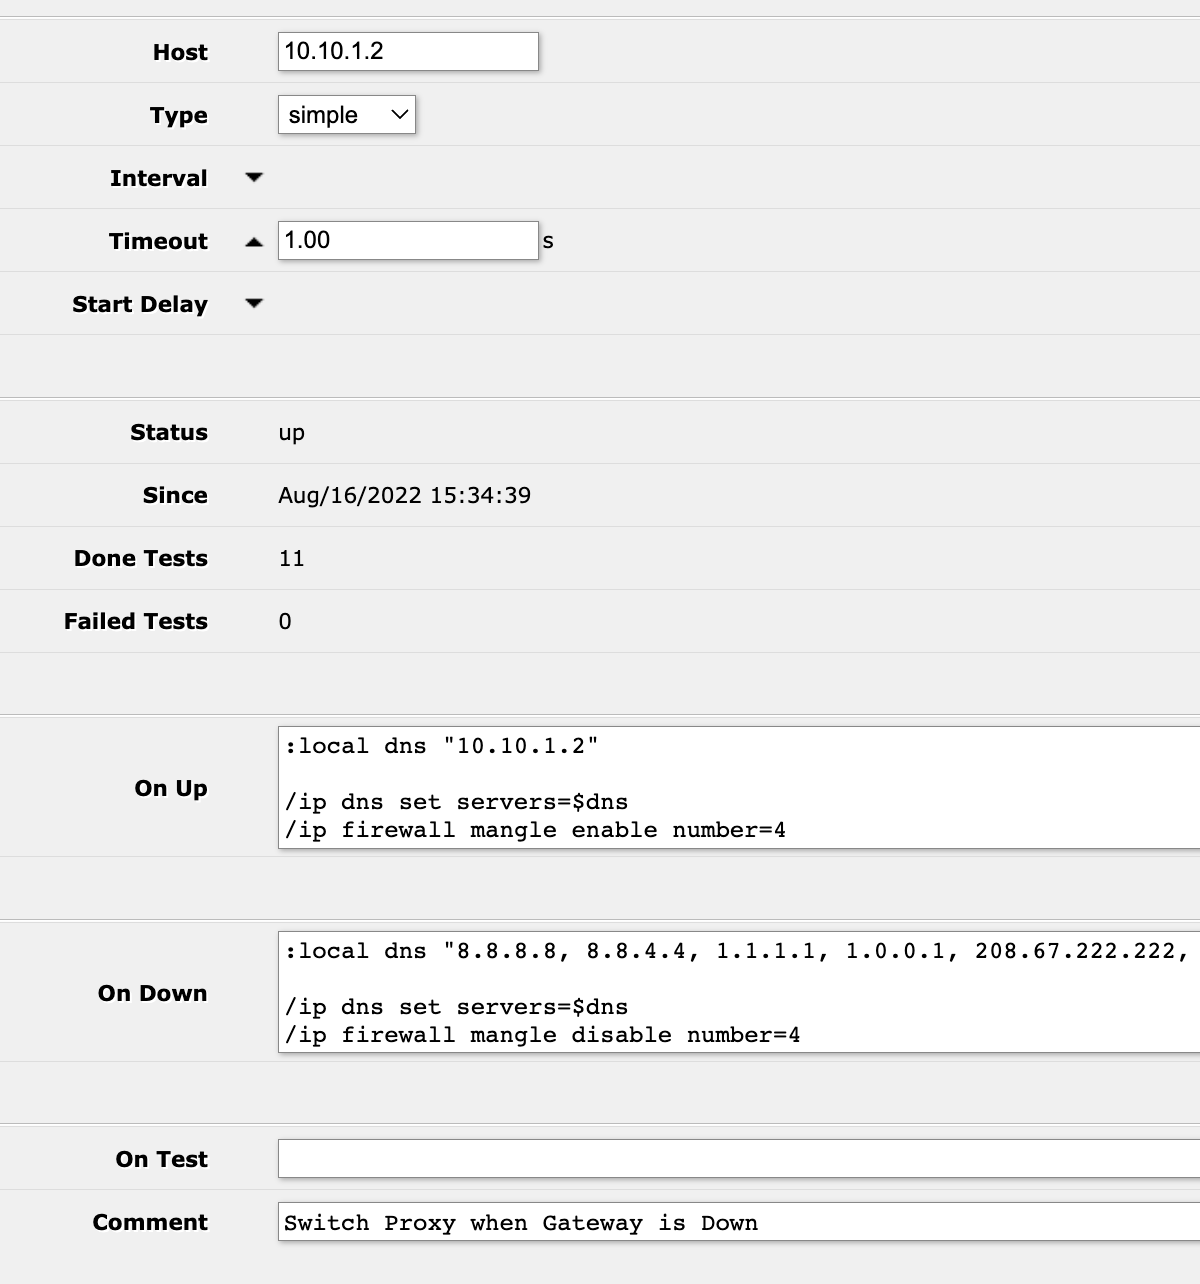 Host 10.10.1.2
Type simple
Interval
Timeout 1.00 s
Start Delay
Status up
Since Aug/16/2022 15:34:39
Done Tests 11
Failed Tests 0
On Up
:local dns "10.10.1.2"
/ip dns set servers=$dns
/ip firewall mangle enable number=4
On Down
:local dns "8.8.8.8, 8.8.4.4, 1.1.1.1, 1.0.0.1, 208.67.222.222,
/ip dns set servers=$dns
/ip firewall mangle disable number=4
On Test
Comment Switch Proxy when Gateway is Down